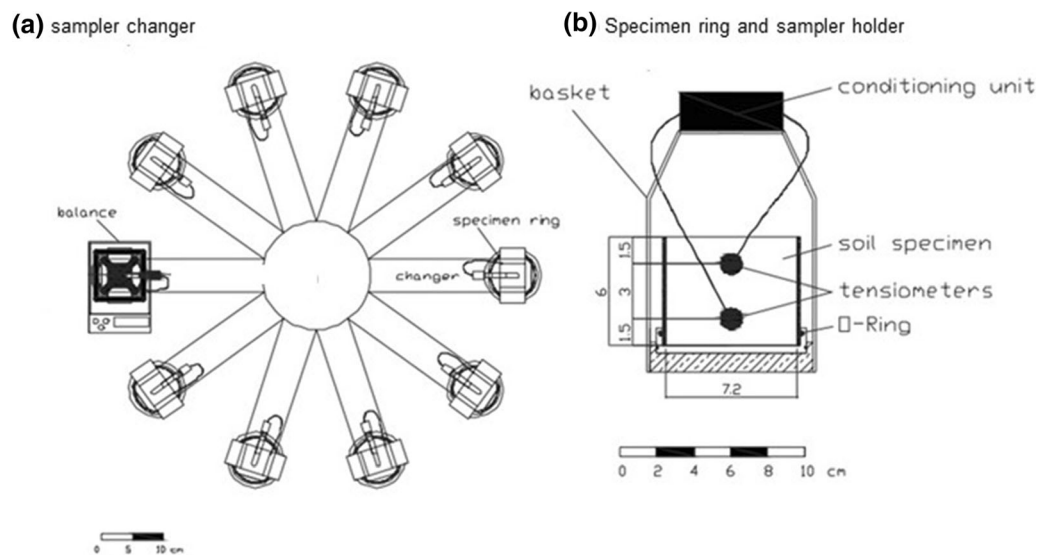 (a) sampler changer
balance
specimen ring
changer
0 5 10 cm
(b) Specimen ring and sampler holder
basket
conditioning unit
soil specimen
tensiometers
▯-Ring
1.5
6
3
1.5
7.2
0 2 4 6 8 10 cm